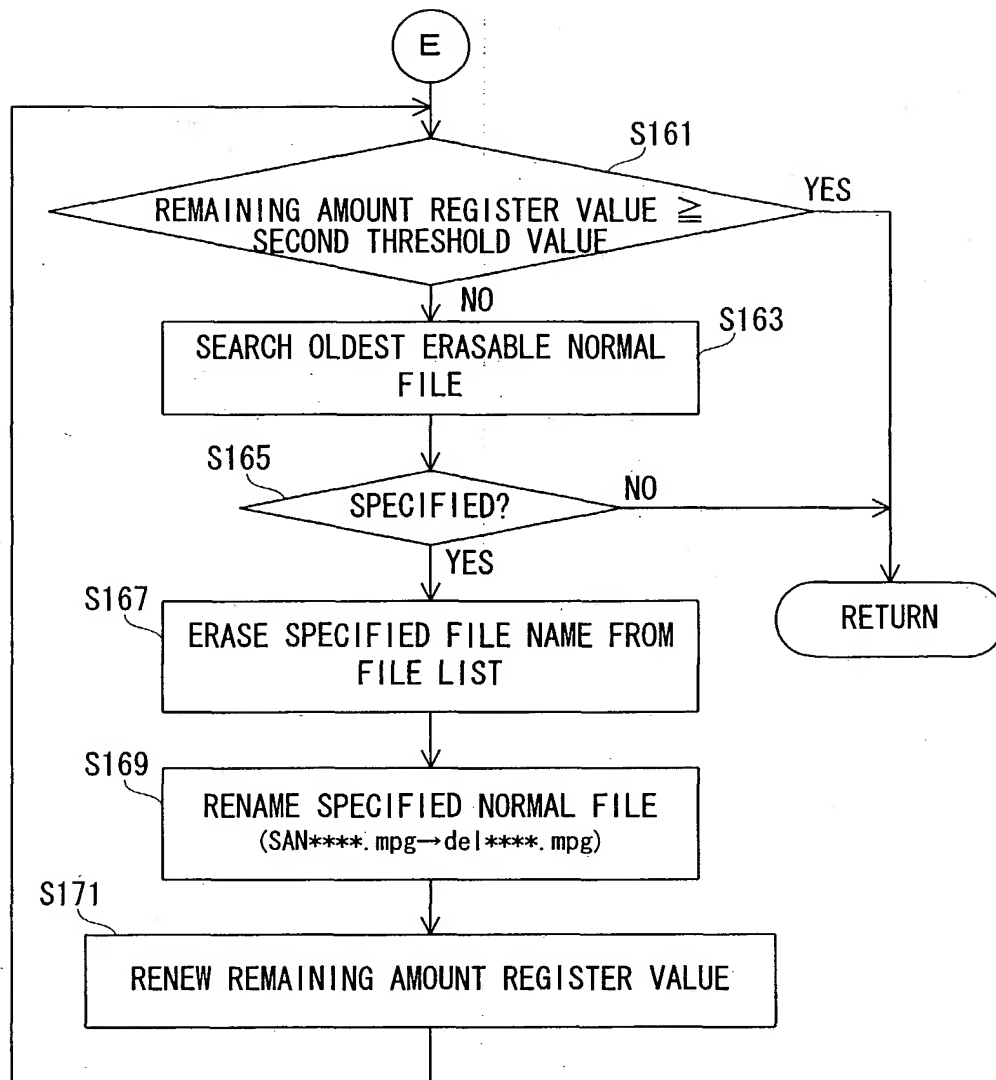 E
S161
YES
REMAINING AMOUNT REGISTER VALUE ≧
SECOND THRESHOLD VALUE
NO
S163
SEARCH OLDEST ERASABLE NORMAL
FILE
S165
NO
SPECIFIED?
YES
S167
RETURN
ERASE SPECIFIED FILE NAME FROM
FILE LIST
S169
RENAME SPECIFIED NORMAL FILE
(SAN****.mpg→del****.mpg)
S171
RENEW REMAINING AMOUNT REGISTER VALUE